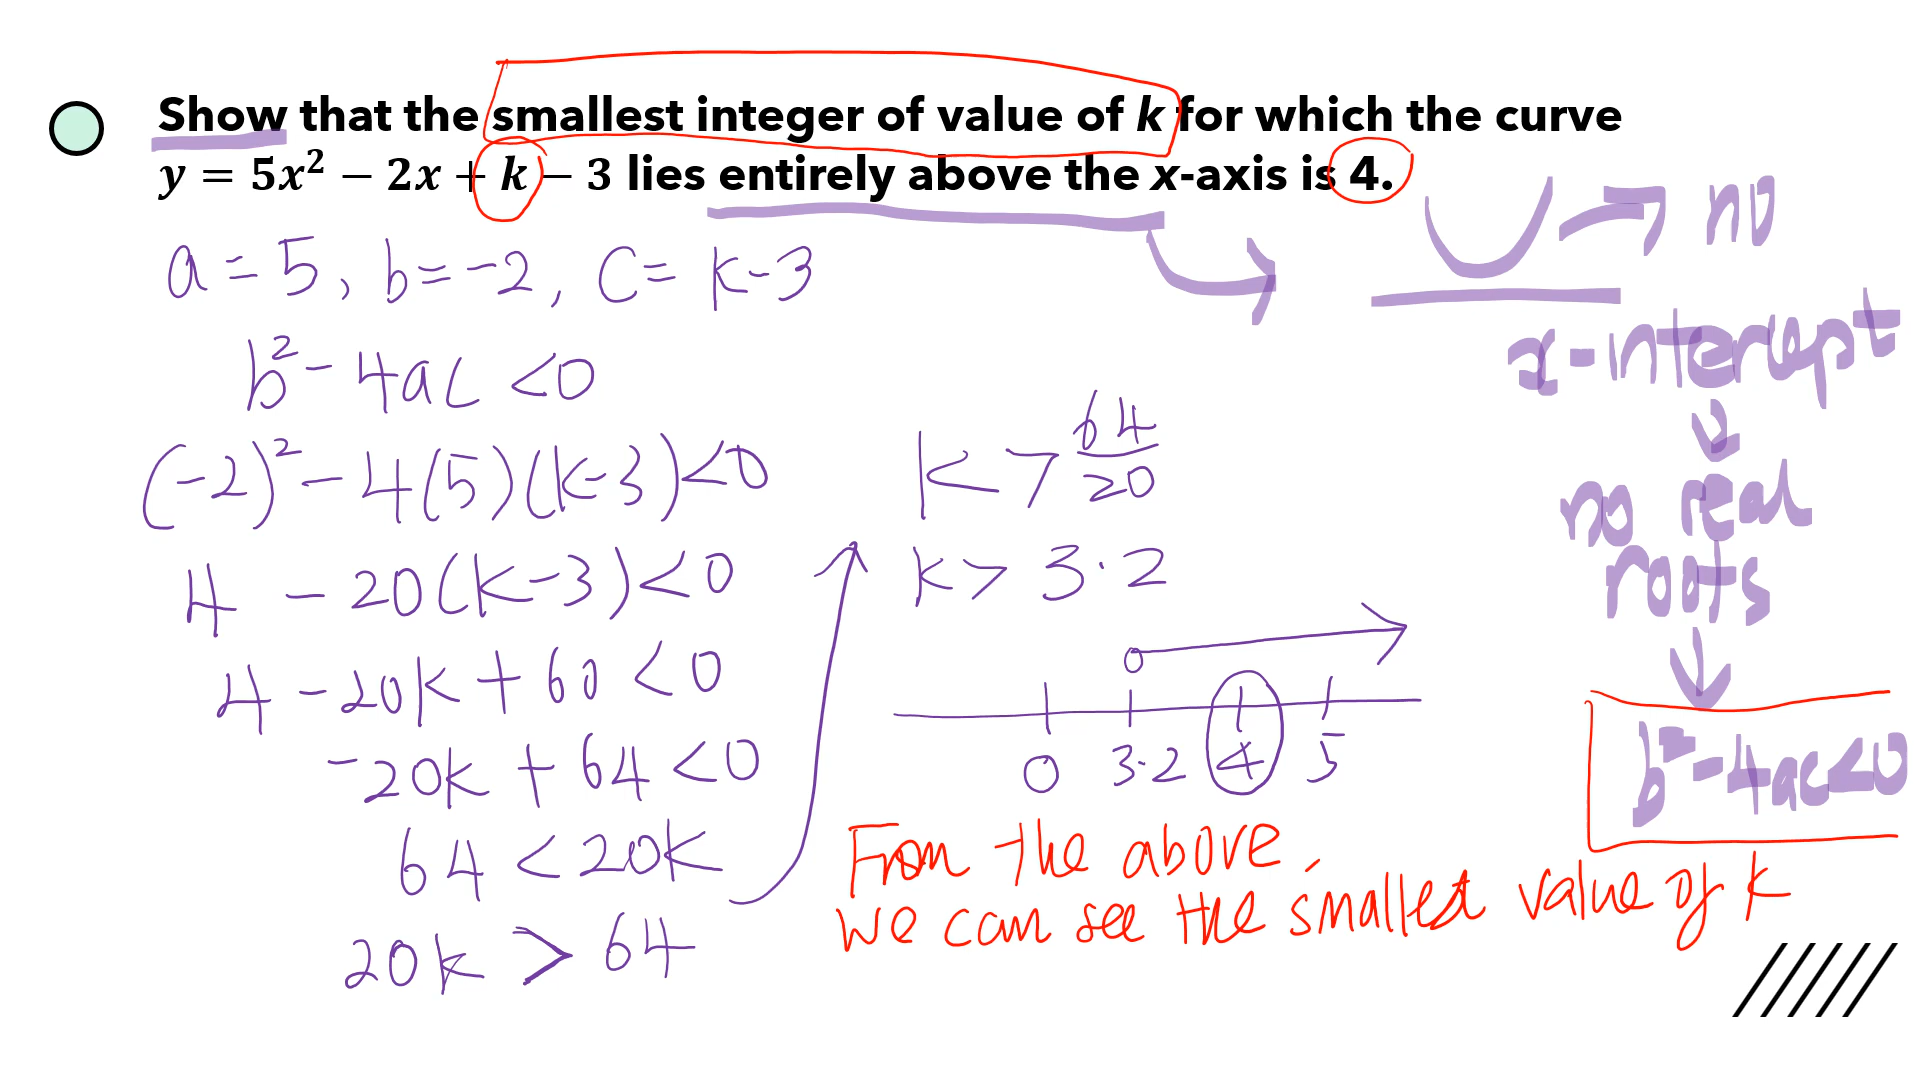 Show that the smallest integer of value of k for which the curve
y = 5x² − 2x + k − 3 lies entirely above the x-axis is 4.
a = 5, b = -2, c = k-3
b² - 4ac < 0
(-2)² - 4(5)(k-3) < 0
4 - 20(k-3) < 0
4 - 20k + 60 < 0
-20k + 64 < 0
64 < 20k
20k > 64
k > 64/20
k > 3.2
0 3.2 4 5
From the above,
we can see the smallest value of k
no
x-intercept
no real
roots
b²-4ac<0